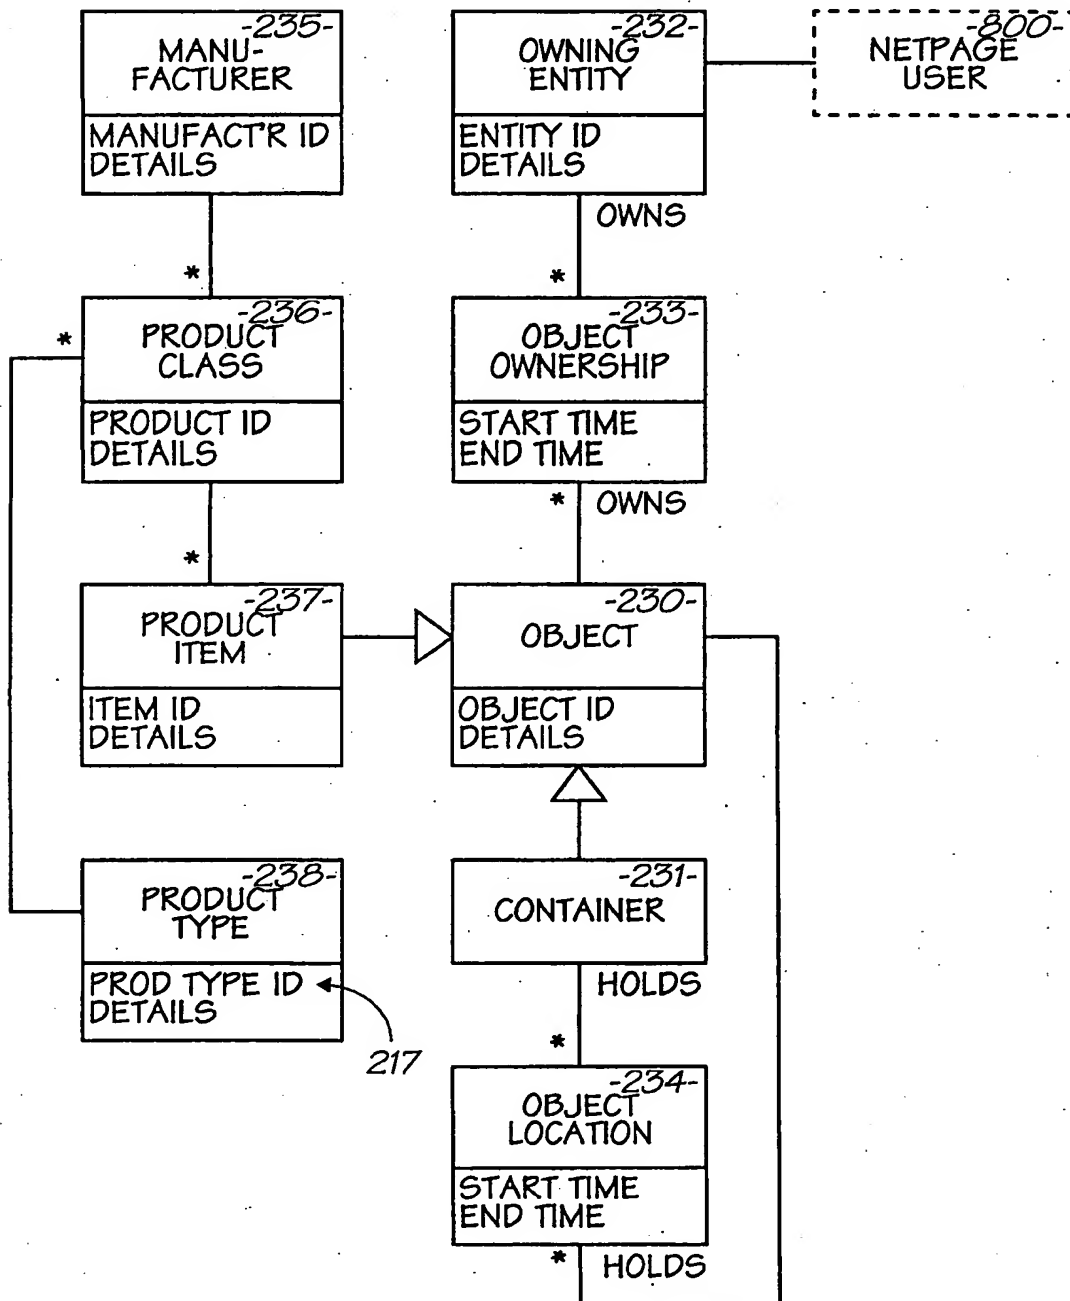 -235-
MANU-
FACTURER
MANUFACT'R ID
DETAILS
-232-
OWNING
ENTITY
ENTITY ID
DETAILS
-800-
NETPAGE
USER
OWNS
*
*
-236-
PRODUCT
CLASS
PRODUCT ID
DETAILS
*
-233-
OBJECT
OWNERSHIP
START TIME
END TIME
* OWNS
*
-237-
PRODUCT
ITEM
ITEM ID
DETAILS
-230-
OBJECT
OBJECT ID
DETAILS
-238-
PRODUCT
TYPE
PROD TYPE ID
DETAILS
217
-231-
CONTAINER
HOLDS
*
-234-
OBJECT
LOCATION
START TIME
END TIME
* HOLDS